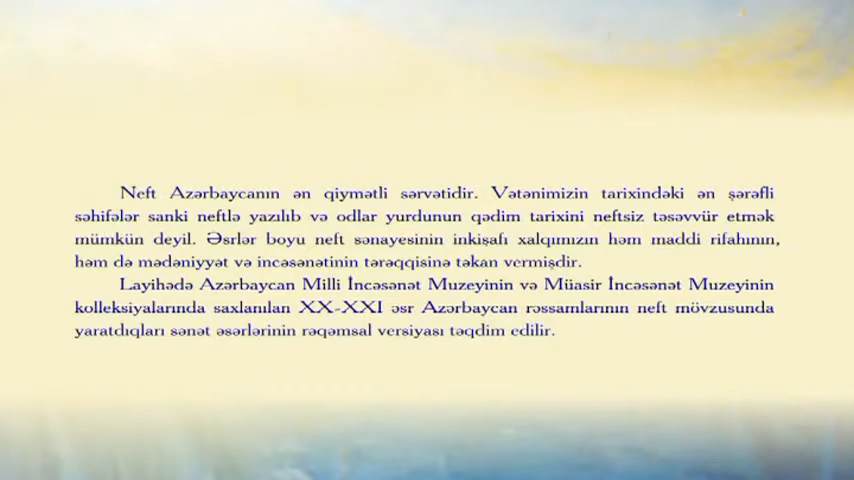 Neft Azərbaycanın ən qiymətli sərvətidir. Vətənimizin tarixindəki ən şərəfli
səhifələr sanki neftlə yazılıb və odlar yurdunun qədim tarixini neftsiz təsəvvür etmək
mümkün deyil. Əsrlər boyu neft sənayesinin inkişafı xalqımızın həm maddi rifahının,
həm də mədəniyyət və incəsənətinin tərəqqisinə təkan vermişdir.
Layihədə Azərbaycan Milli İncəsənət Muzeyinin və Müasir İncəsənət Muzeyinin
kolleksiyalarında saxlanılan XX-XXI əsr Azərbaycan rəssamlarının neft mövzusunda
yaratdıqları sənət əsərlərinin rəqəmsal versiyası təqdim edilir.